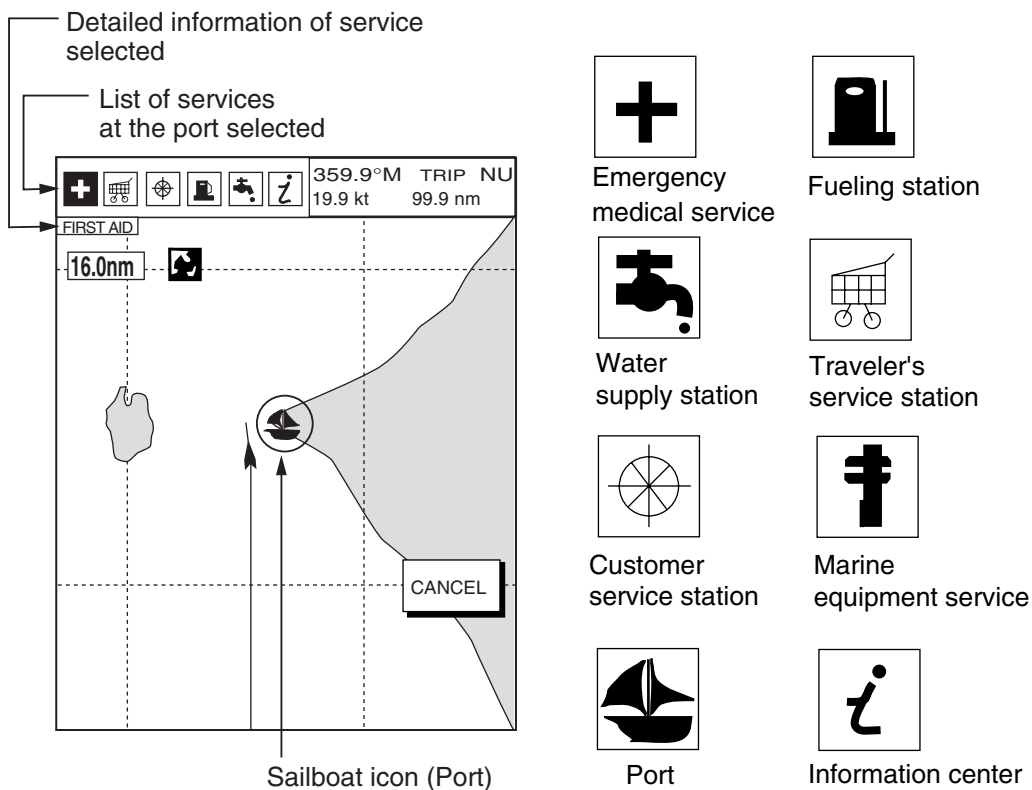 Detailed information of service
selected
List of services
at the port selected
359.9°M TRIP NU
19.9 kt 99.9 nm
FIRST AID
16.0nm
CANCEL
Sailboat icon (Port)
Emergency
medical service
Fueling station
Water
supply station
Traveler's
service station
Customer
service station
Marine
equipment service
Port
Information center